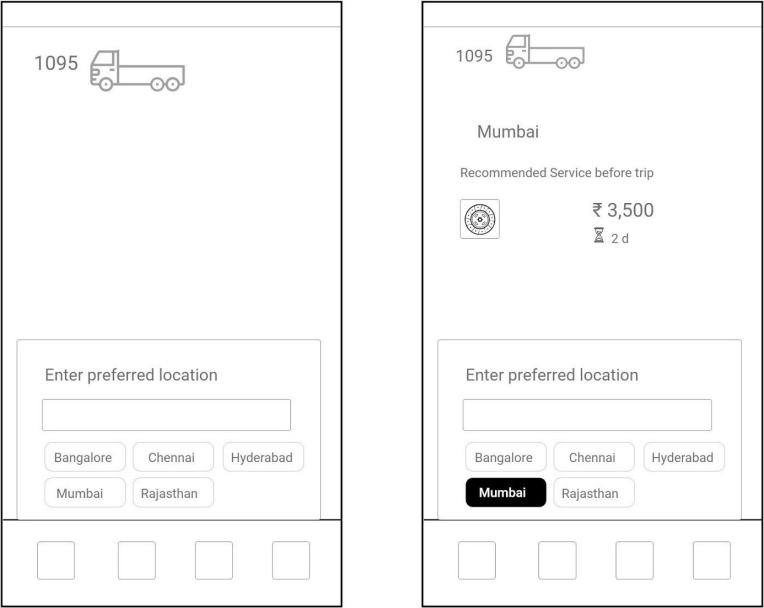 1095
Enter preferred location
Bangalore Chennai Hyderabad
Mumbai Rajasthan
1095
Mumbai
Recommended Service before trip
₹ 3,500
2 d
Enter preferred location
Bangalore Chennai Hyderabad
Mumbai Rajasthan